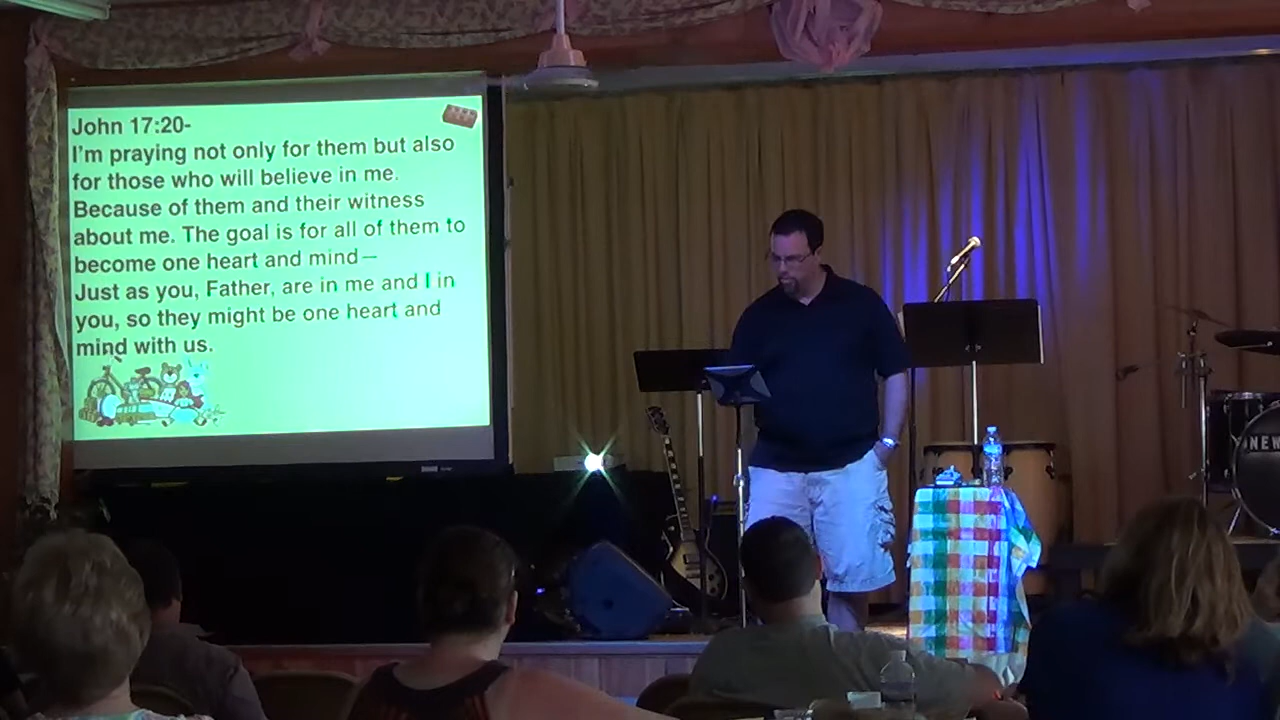 John 17:20-
I'm praying not only for them but also
for those who will believe in me.
Because of them and their witness
about me. The goal is for all of them to
become one heart and mind—
Just as you, Father, are in me and I in
you, so they might be one heart and
mind with us.
NEW